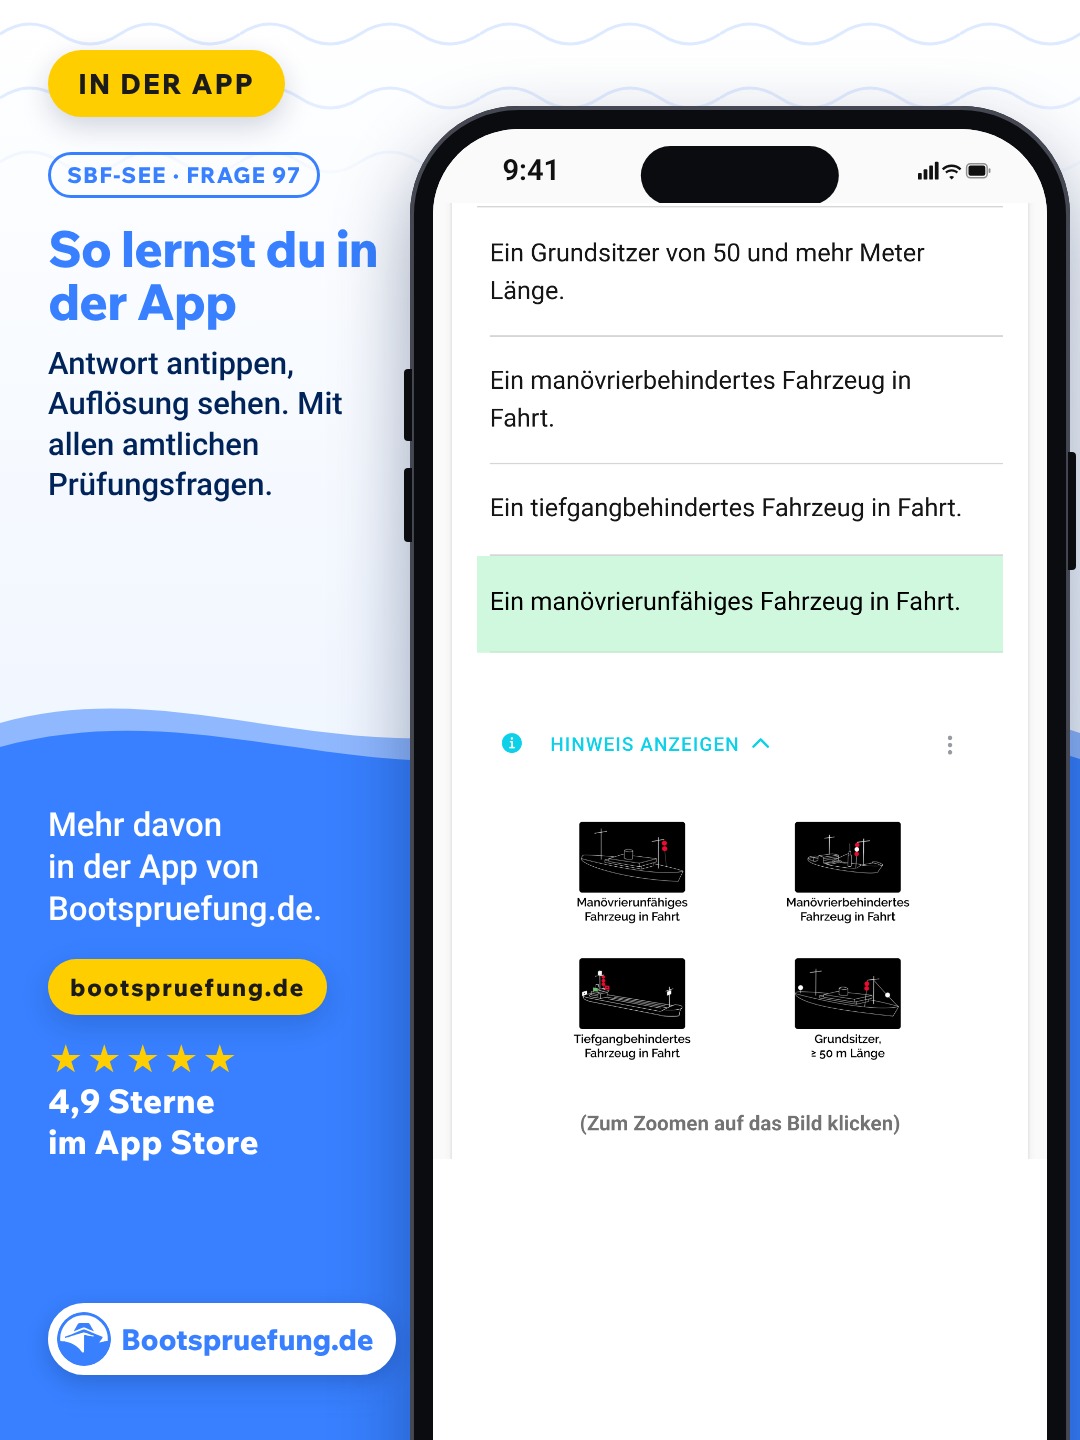 IN DER APP
SBF-SEE · FRAGE 97
So lernst du in
der App
Antwort antippen,
Auflösung sehen. Mit
allen amtlichen
Prüfungsfragen.
Mehr davon
in der App von
Bootspruefung.de.
bootspruefung.de
4,9 Sterne
im App Store
Bootspruefung.de
9:41
Ein Grundsitzer von 50 und mehr Meter
Länge.
Ein manövrierbehindertes Fahrzeug in
Fahrt.
Ein tiefgangbehindertes Fahrzeug in Fahrt.
Ein manövrierunfähiges Fahrzeug in Fahrt.
HINWEIS ANZEIGEN
Manövrierunfähiges
Fahrzeug in Fahrt
Manövrierbehindertes
Fahrzeug in Fahrt
Tiefgangbehindertes
Fahrzeug in Fahrt
Grundsitzer,
≥ 50 m Länge
(Zum Zoomen auf das Bild klicken)